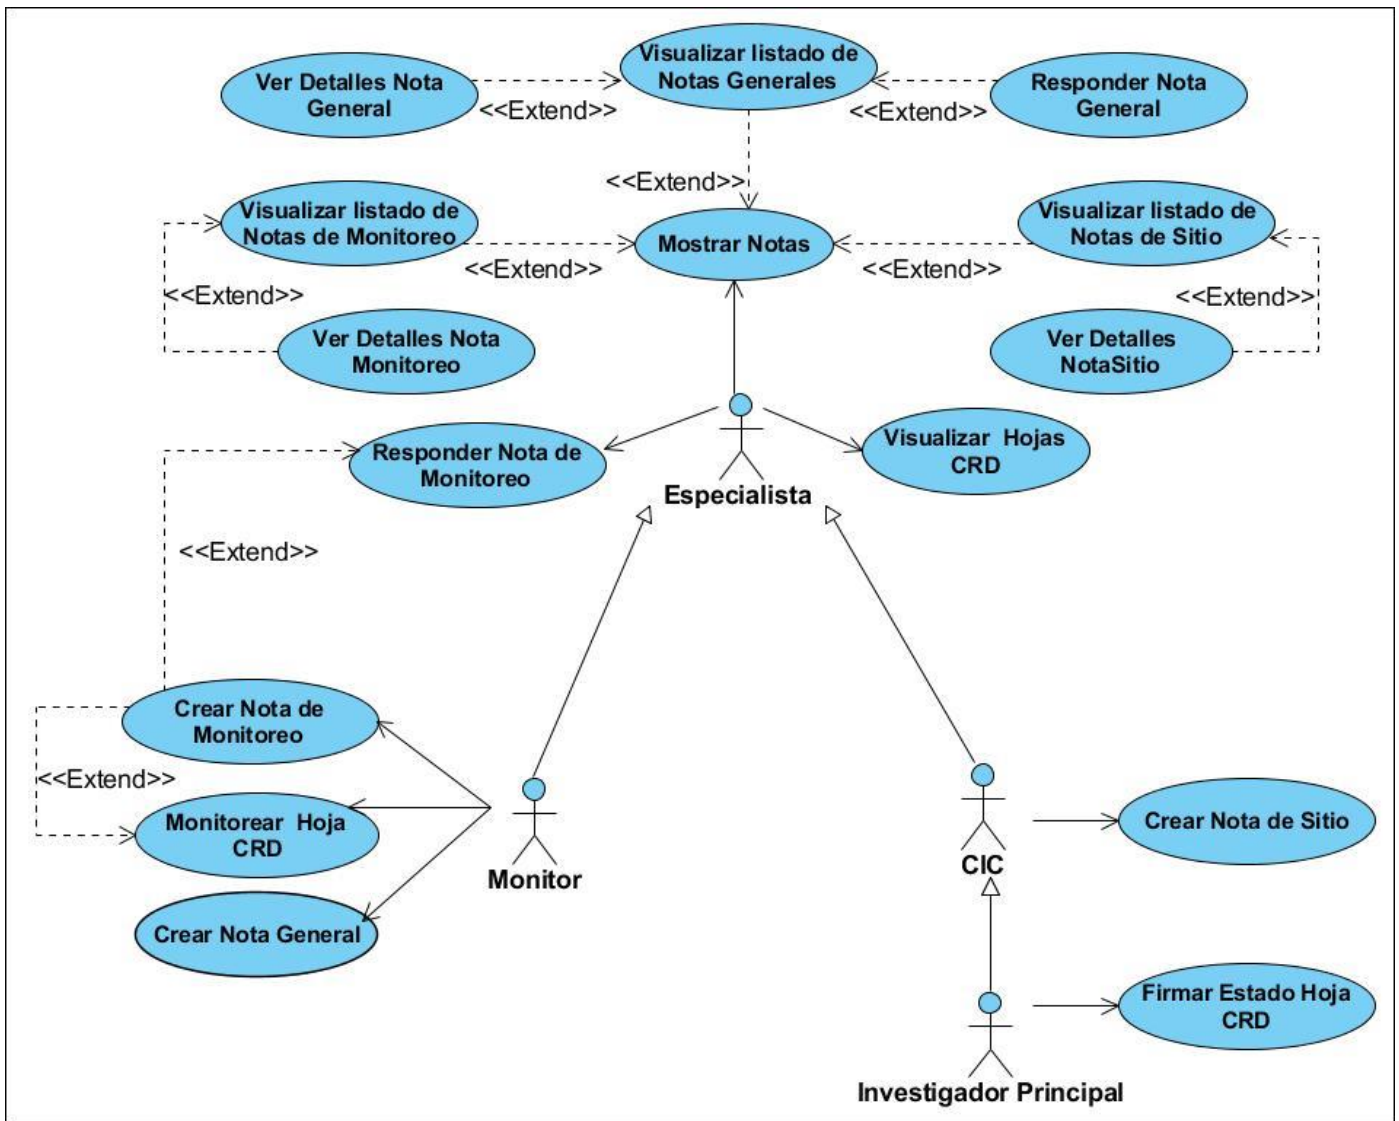 Visualizar listado de
Notas Generales
Ver Detalles Nota
General
Responder Nota
General
<<Extend>>
<<Extend>>
<<Extend>>
Visualizar listado de
Notas de Monitoreo
Mostrar Notas
Visualizar listado de
Notas de Sitio
<<Extend>>
<<Extend>>
<<Extend>>
<<Extend>>
Ver Detalles Nota
Monitoreo
Ver Detalles
NotaSitio
Responder Nota de
Monitoreo
Visualizar Hojas
CRD
Especialista
<<Extend>>
Crear Nota de
Monitoreo
<<Extend>>
Monitorear Hoja
CRD
Crear Nota General
Monitor
CIC
Crear Nota de Sitio
Firmar Estado Hoja
CRD
Investigador Principal